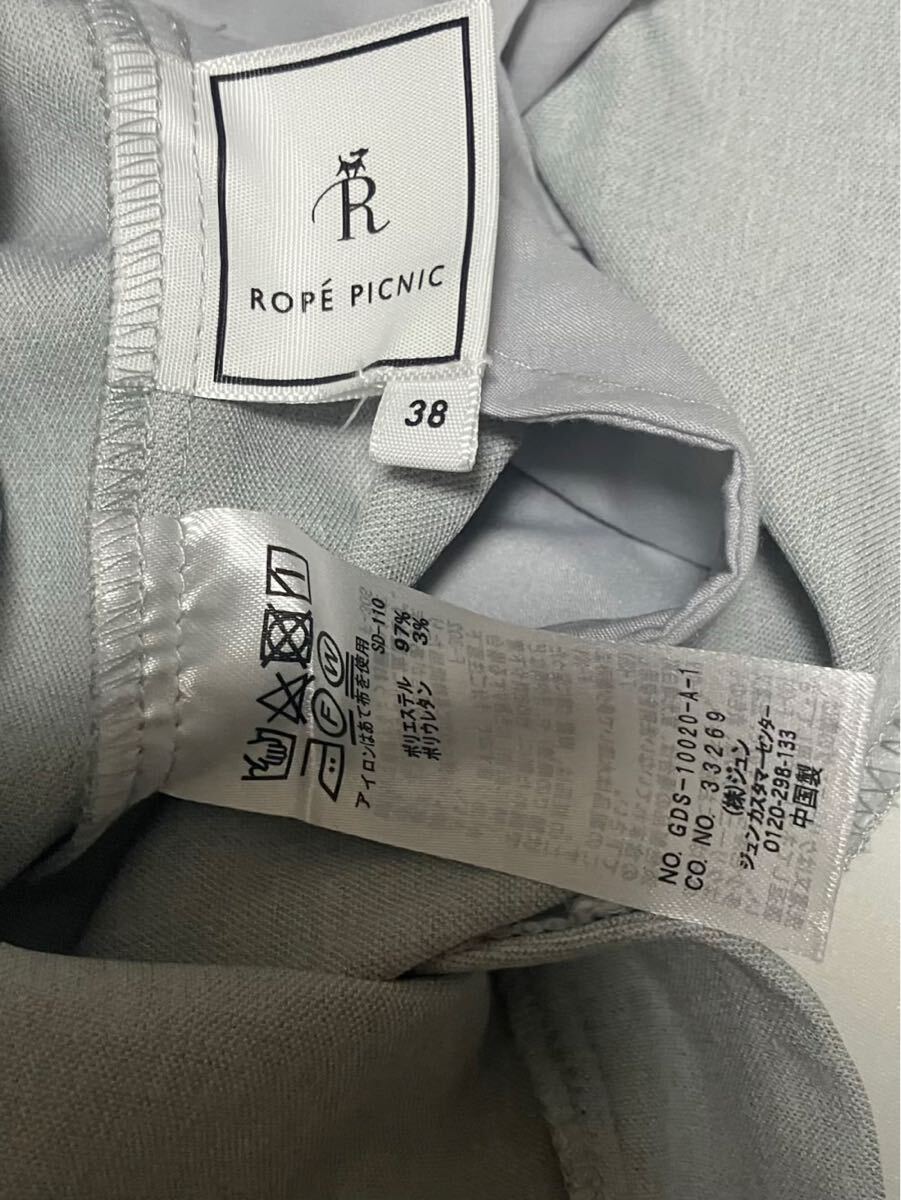 R
ROPÉ PICNIC
38
F
W
アイロンはあて布を使用
SD-110
ポリエステル 97%
ポリウレタン 3%
NO. GDS-10020-A-1
CO. NO. 33269
(株)ジュン
ジュンカスタマーセンター
0120-298-133
中国製